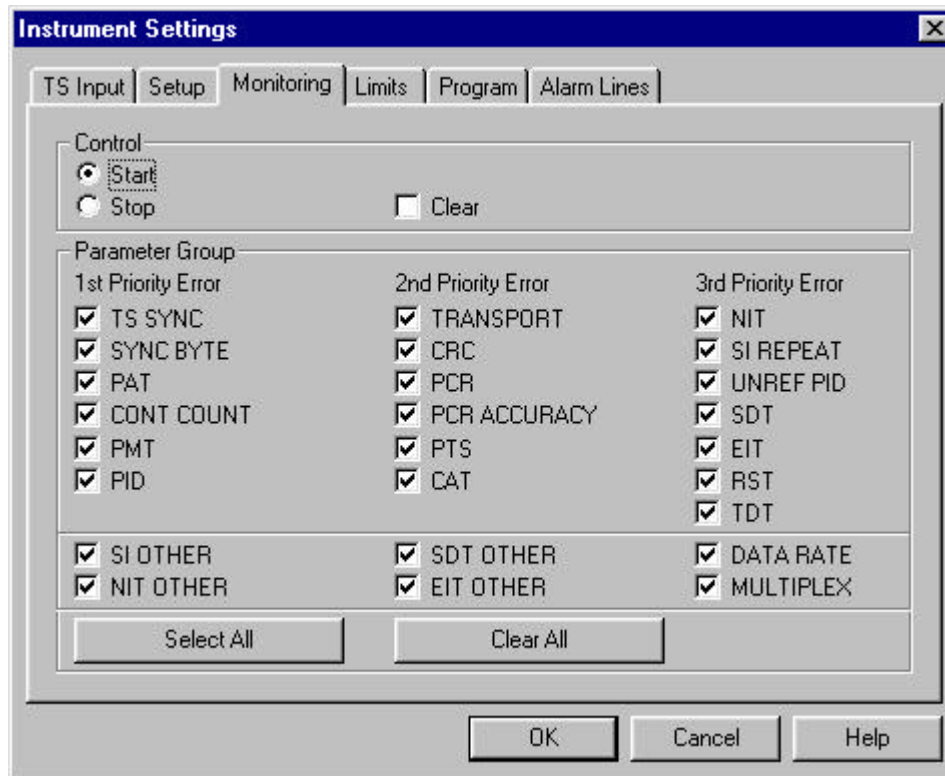 Instrument Settings
TS Input Setup Monitoring Limits Program Alarm Lines
Control
Start
Stop Clear
Parameter Group
1st Priority Error 2nd Priority Error 3rd Priority Error
TS SYNC TRANSPORT NIT
SYNC BYTE CRC SI REPEAT
PAT PCR UNREF PID
CONT COUNT PCR ACCURACY SDT
PMT PTS EIT
PID CAT RST
TDT
SI OTHER SDT OTHER DATA RATE
NIT OTHER EIT OTHER MULTIPLEX
Select All Clear All
OK Cancel Help